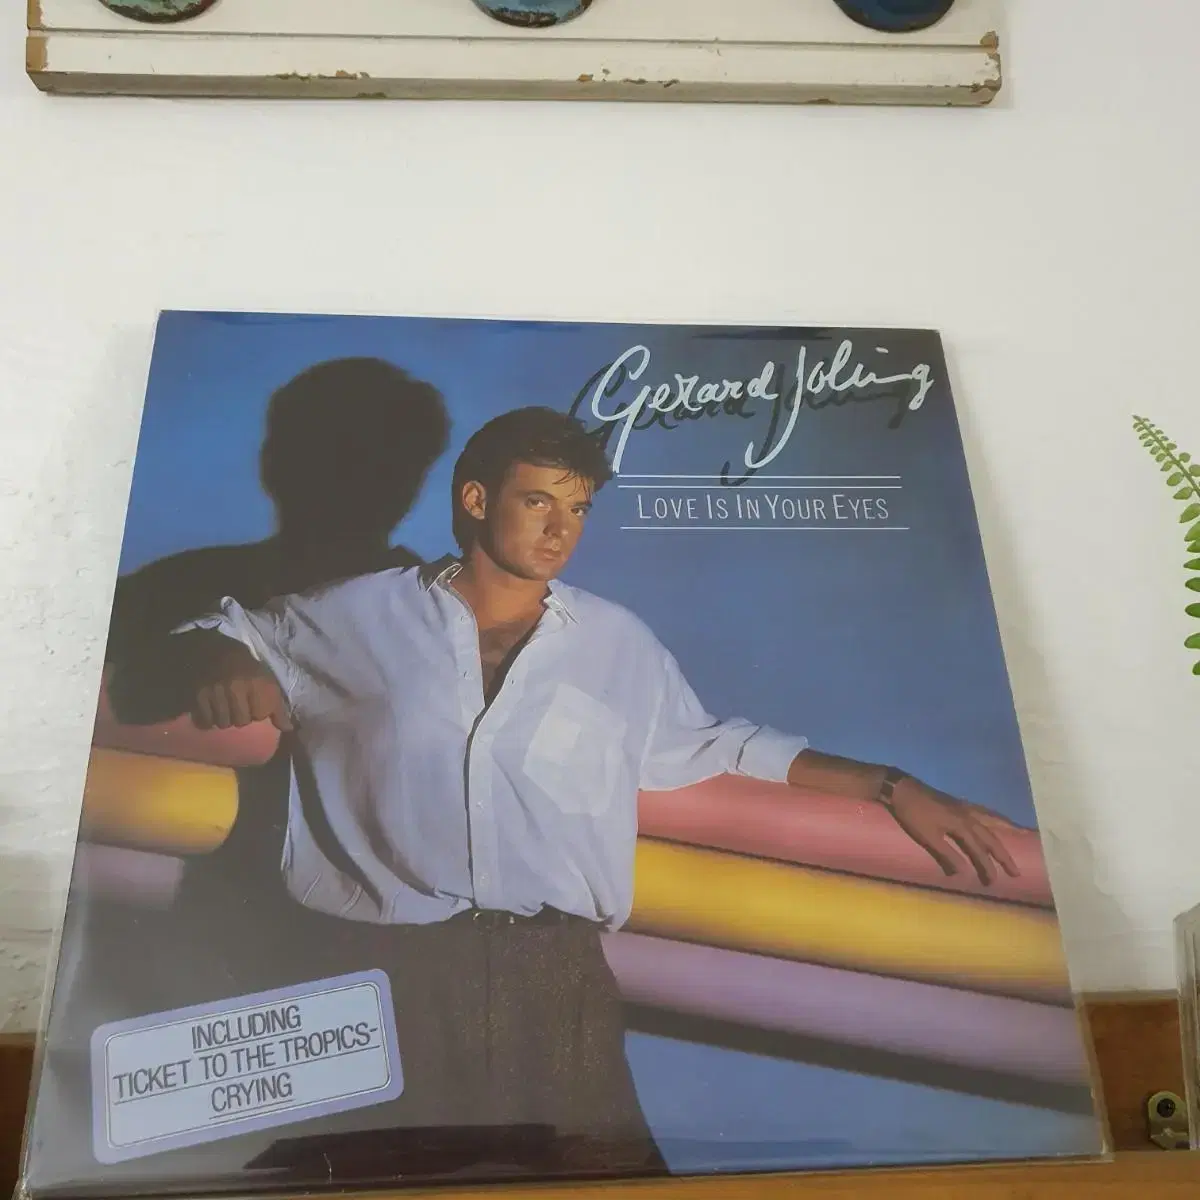 Gerard Joling
LOVE IS IN YOUR EYES
INCLUDING
TICKET TO THE TROPICS-
CRYING